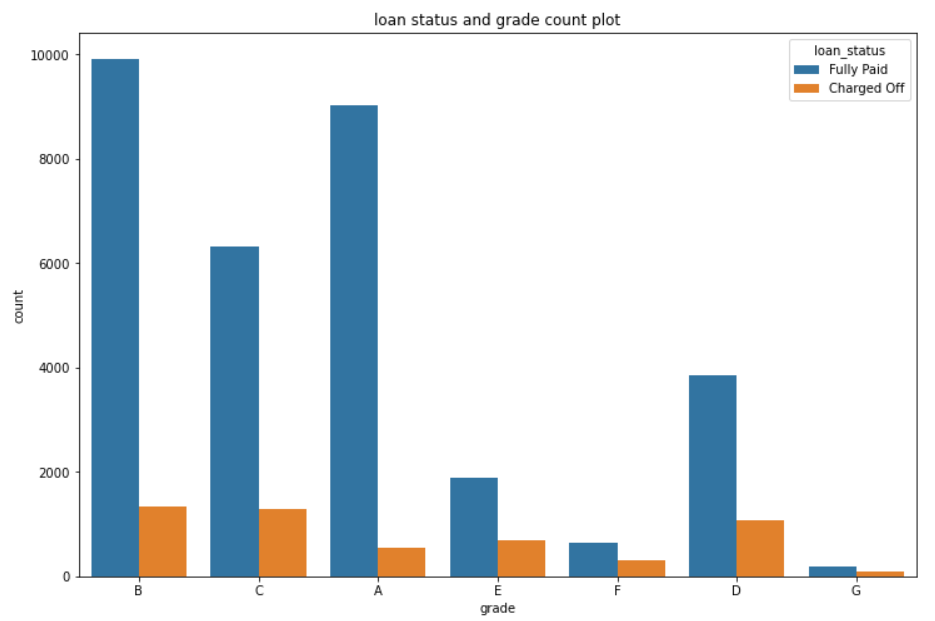 loan status and grade count plot
loan_status
Fully Paid
Charged Off
10000
8000
6000
4000
2000
0
count
B C A E F D G
grade